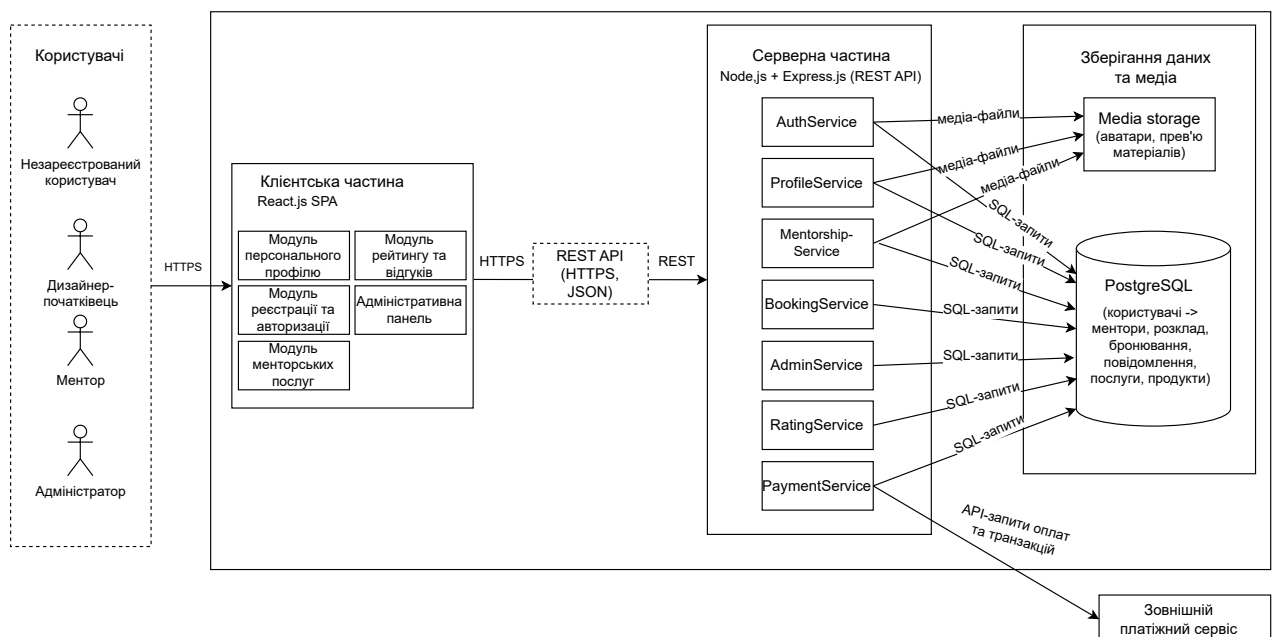 Користувачі
Незареєстрований
користувач
Дизайнер-
початківець
Ментор
Адміністратор
HTTPS
Клієнтська частина
React.js SPA
Модуль
персонального
профілю
Модуль
рейтингу та
відгуків
Модуль
реєстрації та
авторизації
Адміністративна
панель
Модуль
менторських
послуг
HTTPS
REST API
(HTTPS,
JSON)
REST
Серверна частина
Node,js + Express.js (REST API)
AuthService
ProfileService
Mentorship-
Service
BookingService
AdminService
RatingService
PaymentService
медіа-файли
медіа-файли
медіа-файли
SQL-запити
SQL-запити
SQL-запити
SQL-запити
SQL-запити
SQL-запити
SQL-запити
API-запити оплат
та транзакцій
Зберігання даних
та медіа
Media storage
(аватари, прев'ю
матеріалів)
PostgreSQL
(користувачі ->
ментори, розклад,
бронювання,
повідомлення,
послуги, продукти)
Зовнішній
платіжний сервіс